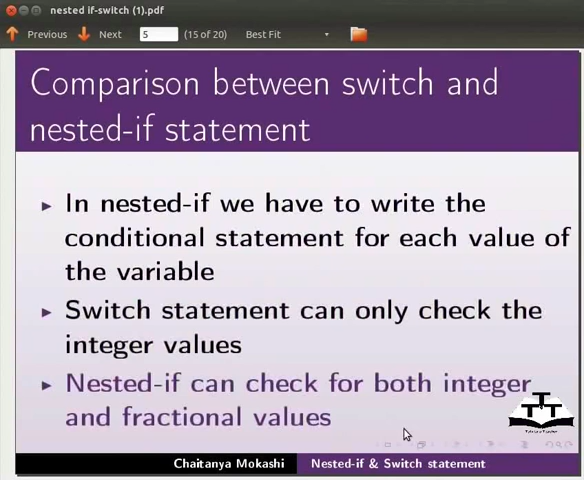 nested if-switch (1).pdf
Previous Next 5 (15 of 20) Best Fit
Comparison between switch and
nested-if statement
In nested-if we have to write the
conditional statement for each value of
the variable
Switch statement can only check the
integer values
Nested-if can check for both integer
and fractional values
Chaitanya Mokashi Nested-if & Switch statement